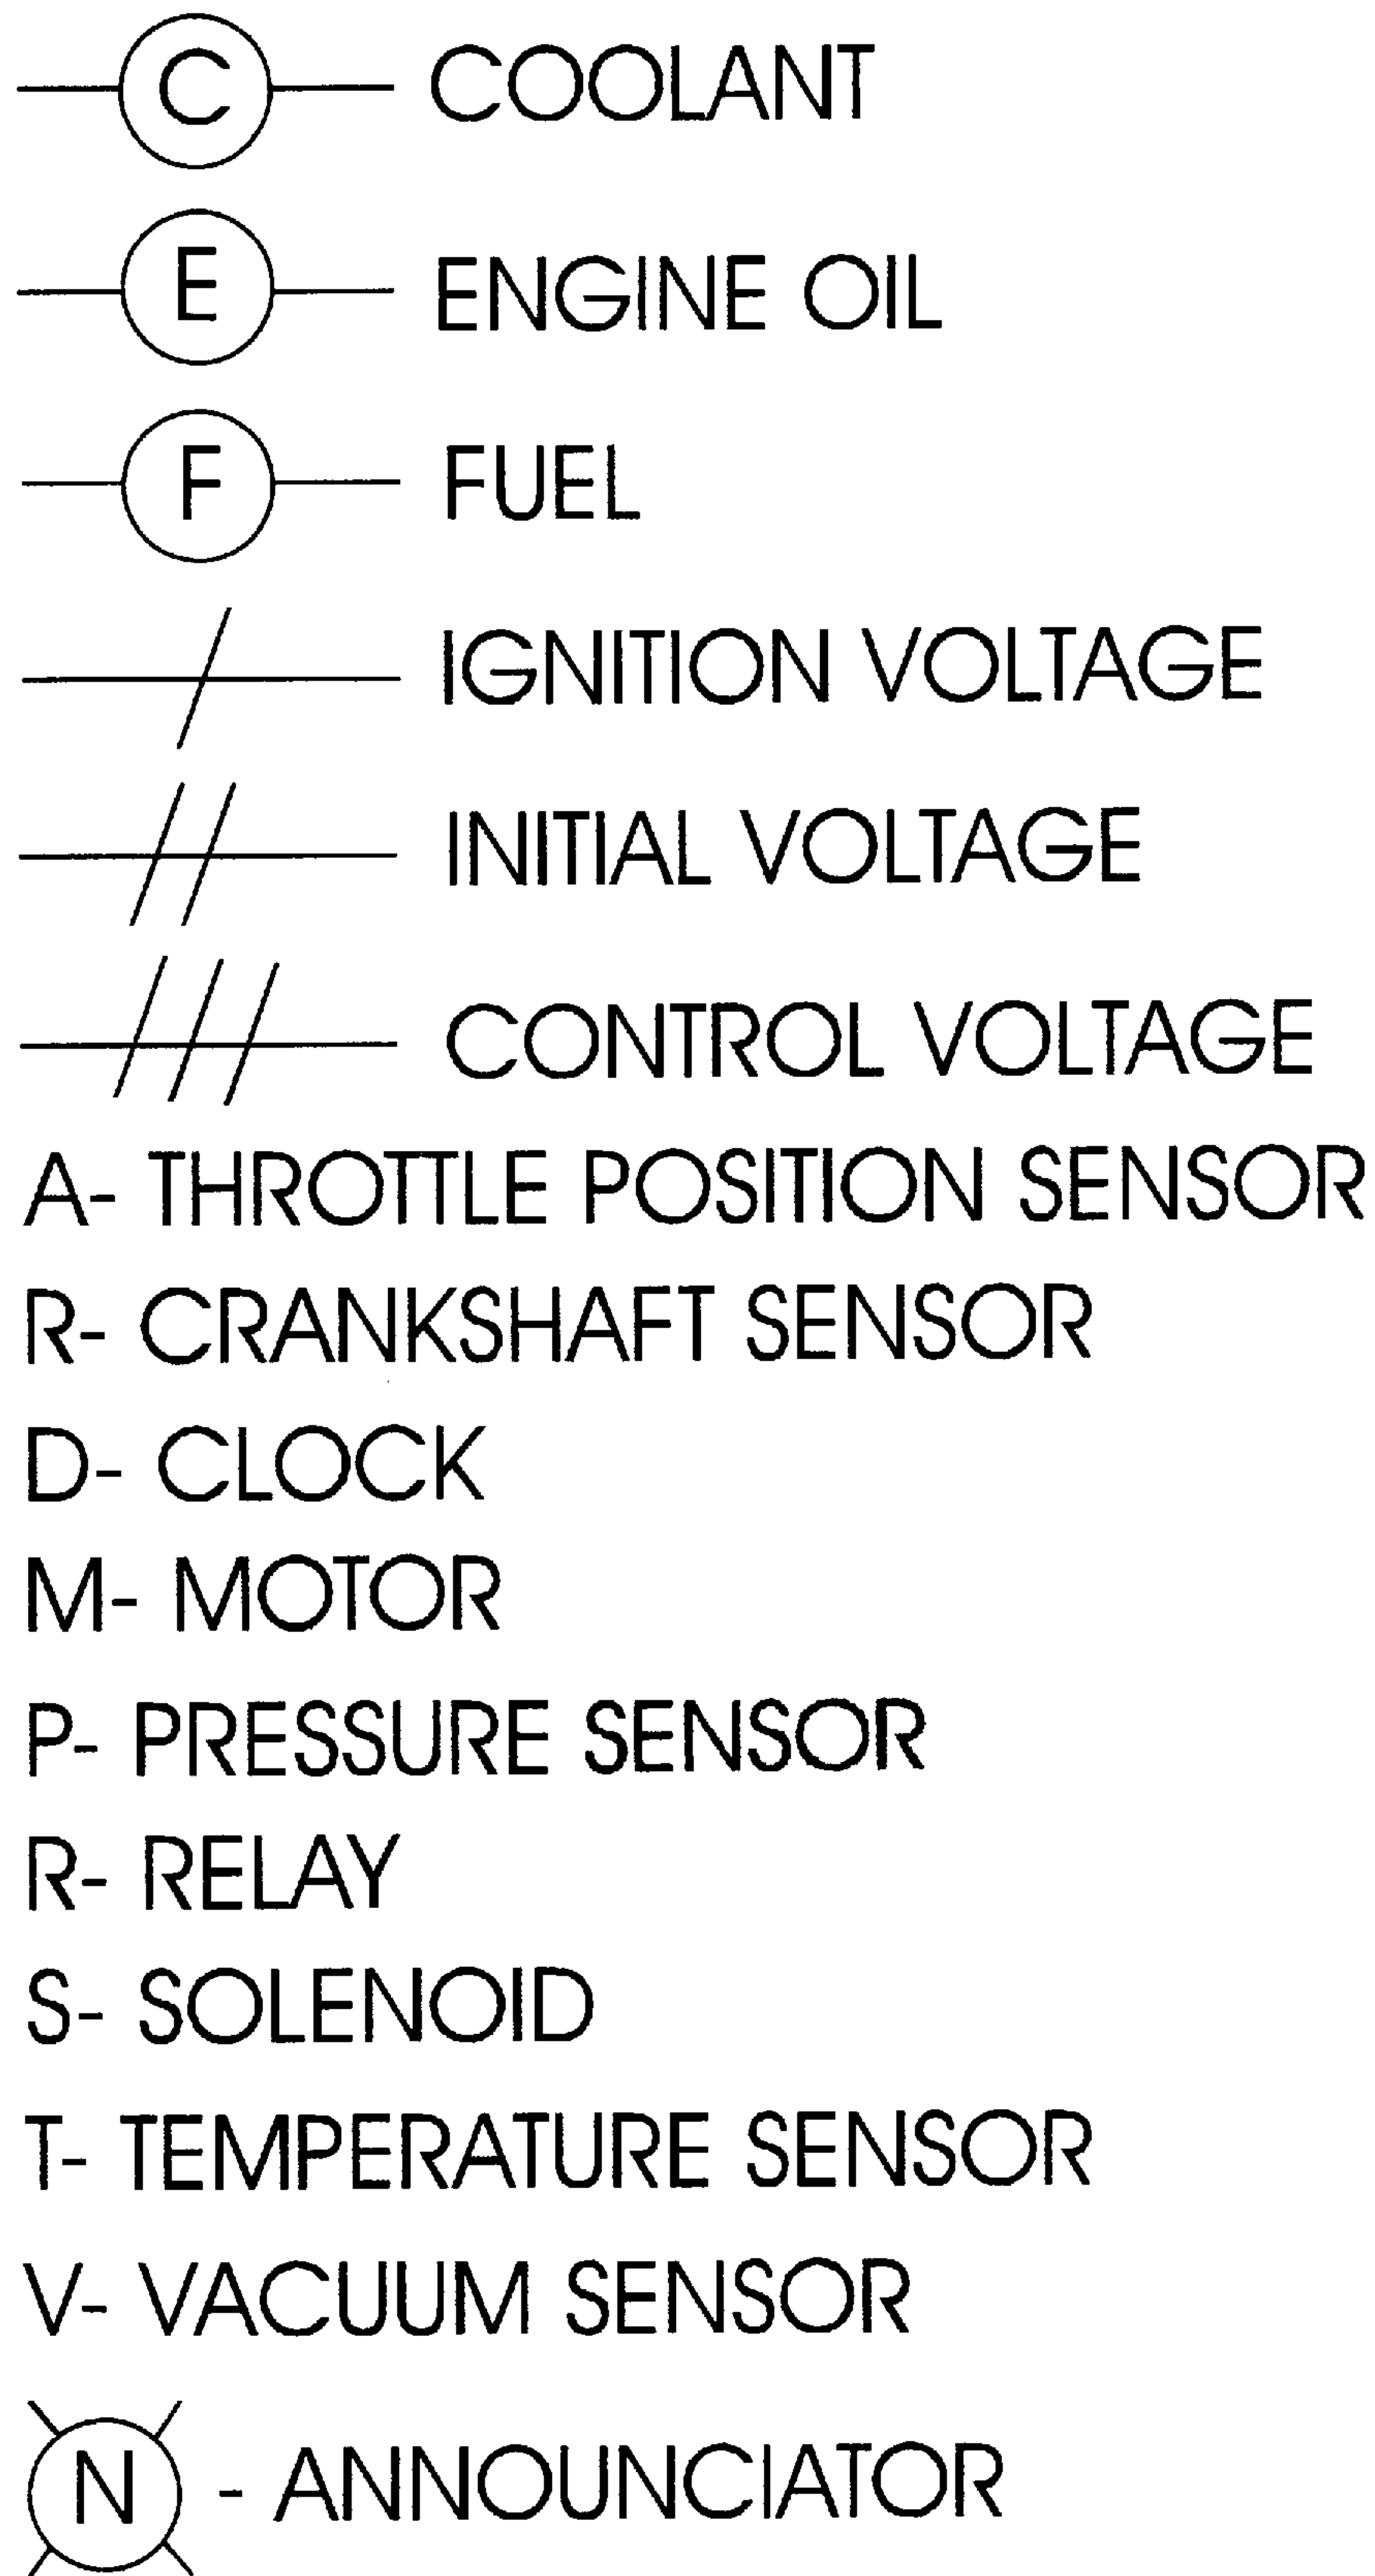 C COOLANT
E ENGINE OIL
F FUEL
IGNITION VOLTAGE
INITIAL VOLTAGE
CONTROL VOLTAGE
A- THROTTLE POSITION SENSOR
R- CRANKSHAFT SENSOR
D- CLOCK
M- MOTOR
P- PRESSURE SENSOR
R- RELAY
S- SOLENOID
T- TEMPERATURE SENSOR
V- VACUUM SENSOR
N - ANNOUNCIATOR